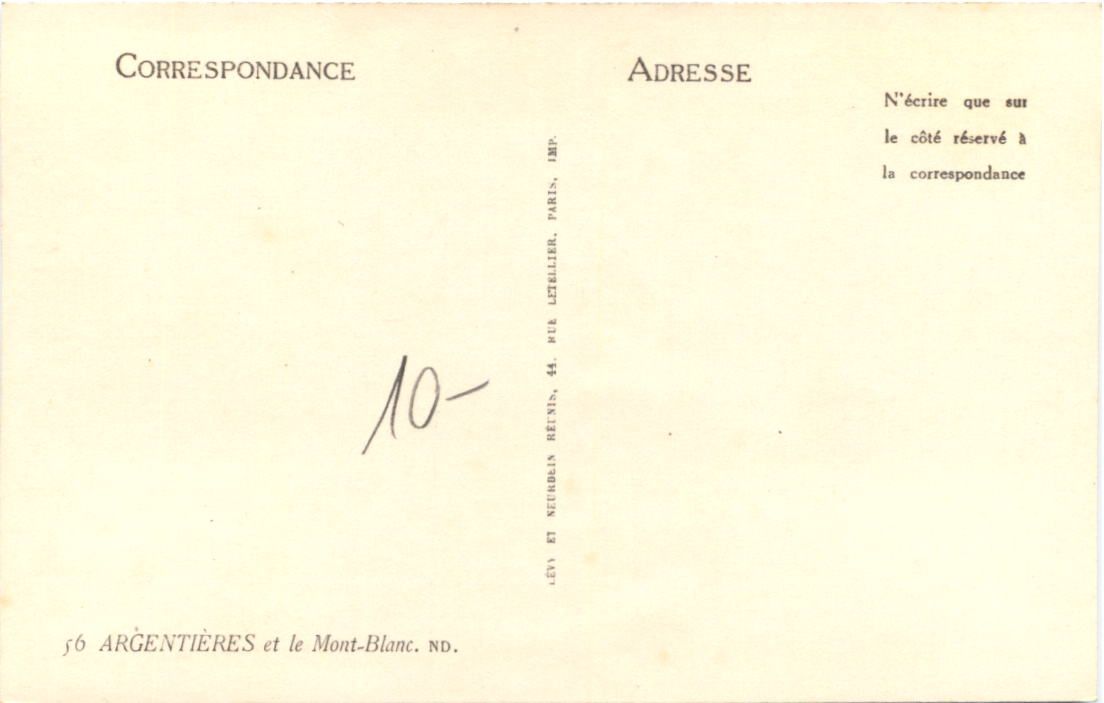 CORRESPONDANCE
ADRESSE
N'écrire que sur
le côté réservé à
la correspondance
LÉVY ET NEURDEIN RÉUNIS, 44, RUE LETELLIER, PARIS, IMP.
10-
56 ARGENTIÈRES et le Mont-Blanc. ND.